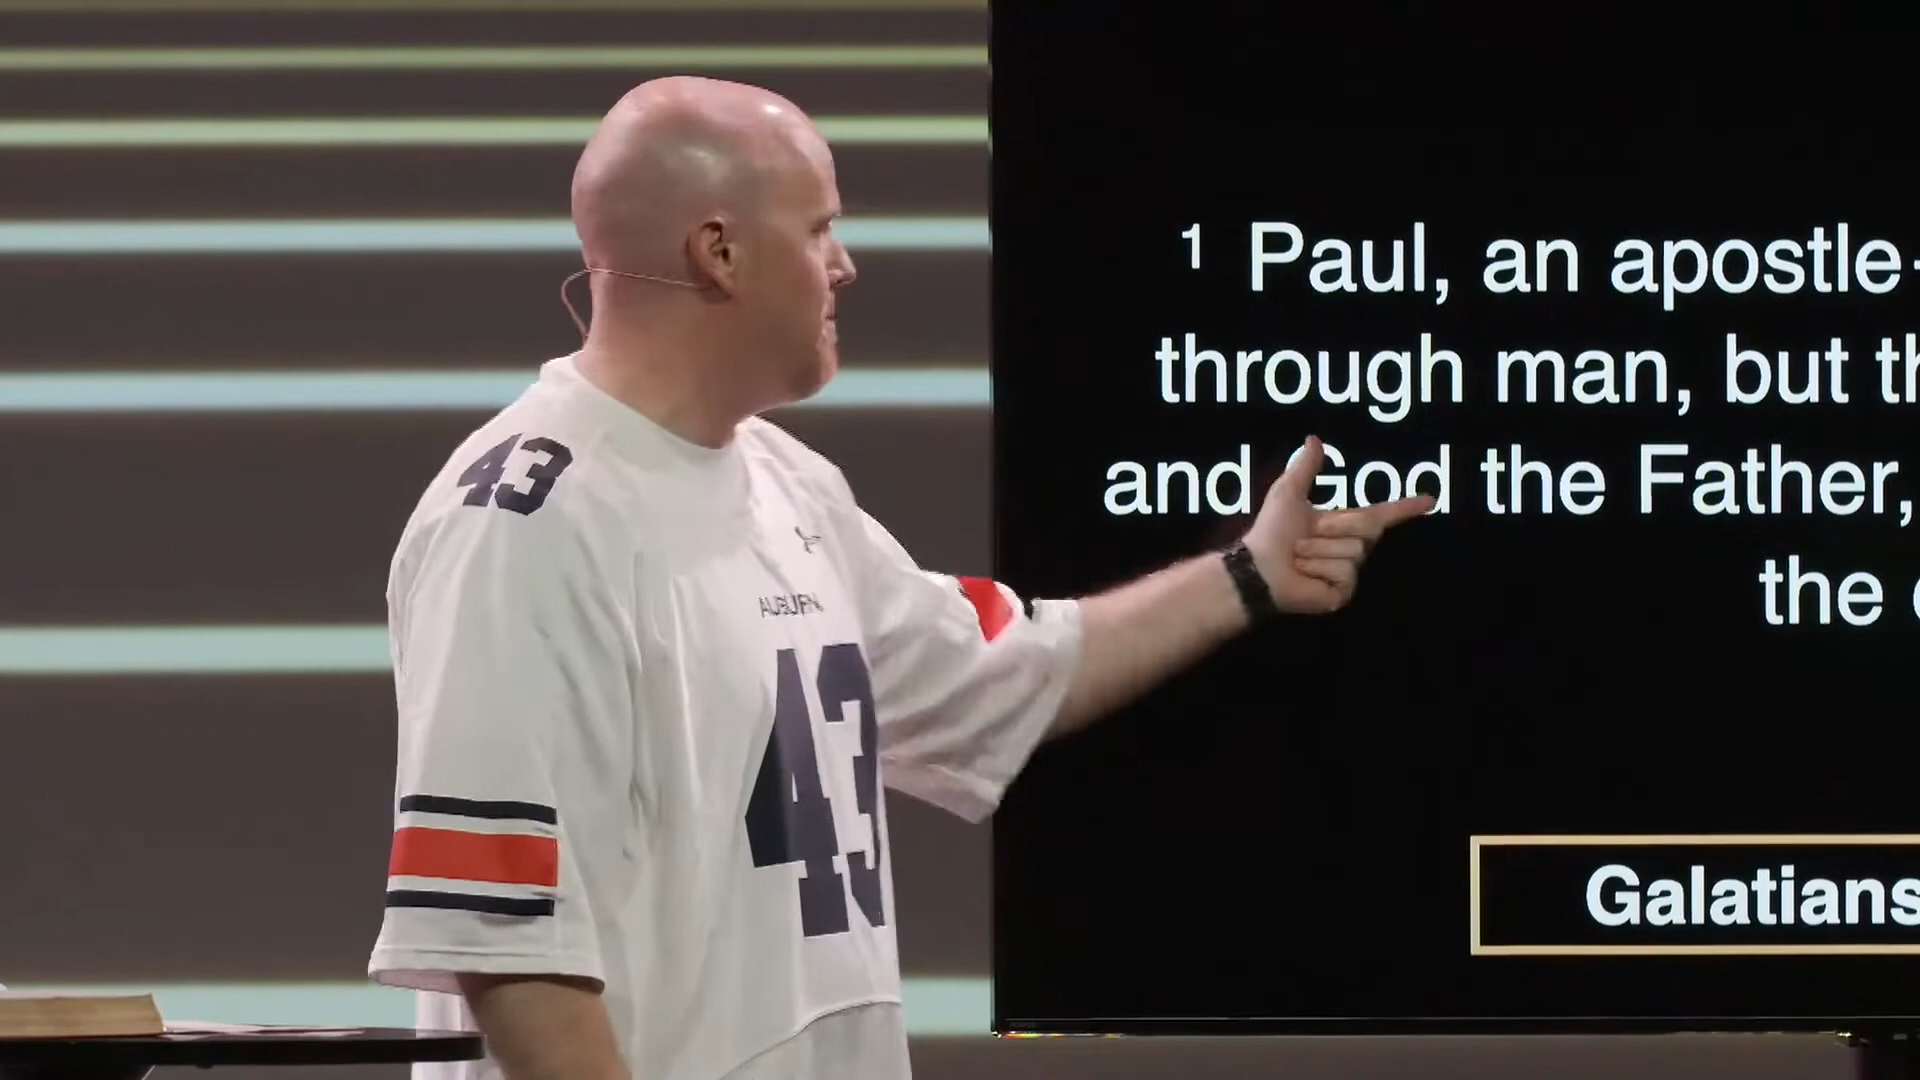 1 Paul, an apostle-
through man, but th
and God the Father,
the
Galatians
43
AUBURN
43